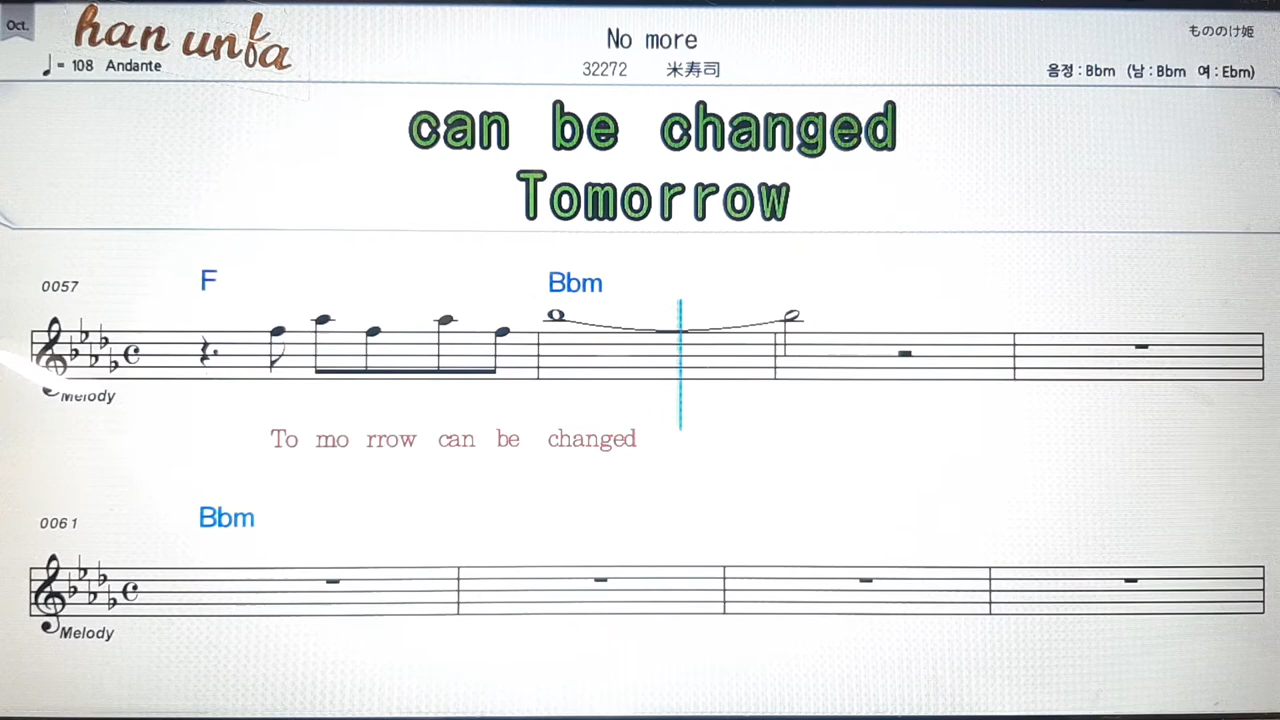 Oct.
han unfa
No more
もののけ姫
♩= 108 Andante
32272 米寿司
음정 : Bbm (남 : Bbm 여 : Ebm)
can be changed
Tomorrow
0057
F Bbm
Melody
To mo rrow can be changed
0061
Bbm
Melody